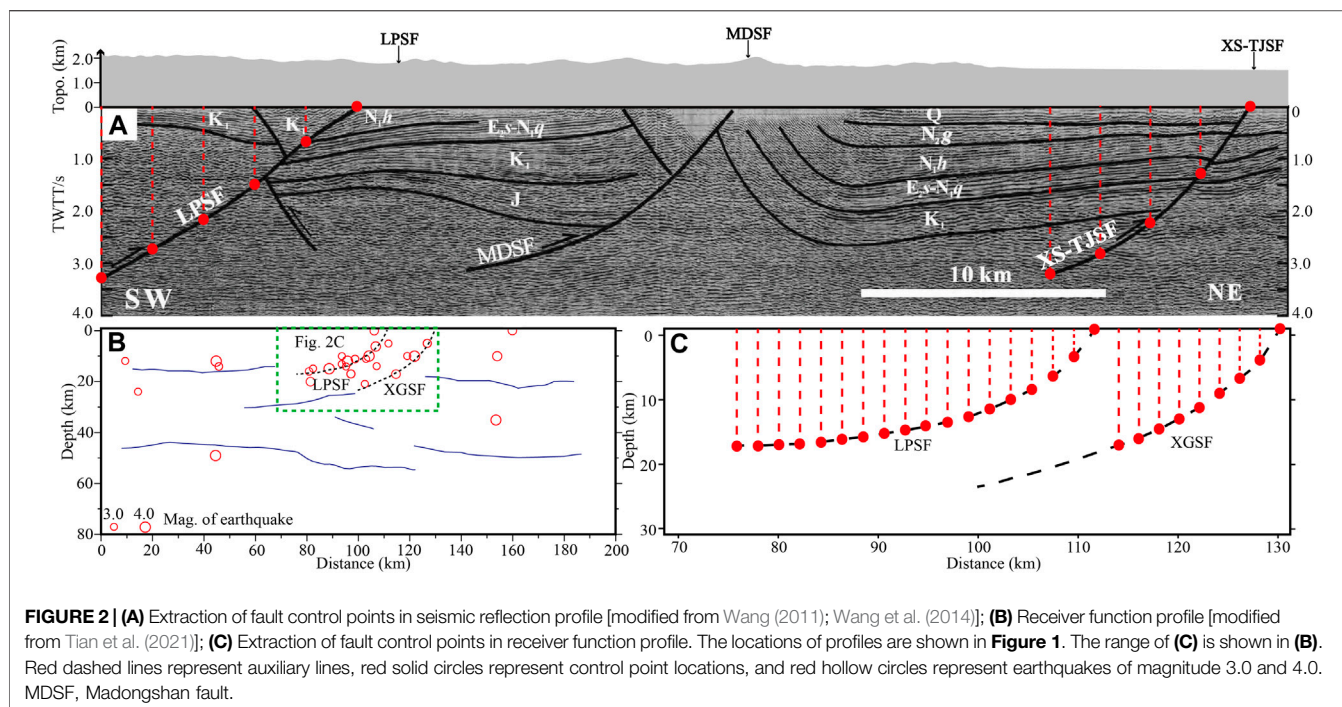 LPSF
MDSF
XS-TJSF
Topo. (km)
2.0
1.0
0
A
K₁
K₁
N₁h
E₂s-N₁q
K₁
J
Q
N₂g
N₁h
E₂s-N₁q
K₁
LPSF
MDSF
XS-TJSF
10 km
SW
NE
TWTT/s
1.0
2.0
3.0
4.0
0
1.0
2.0
3.0
4.0
B
Fig. 2C
LPSF
XGSF
3.0 4.0
Mag. of earthquake
Depth (km)
0
20
40
60
80
0 20 40 60 80 100 120 140 160 180 200
Distance (km)
C
LPSF
XGSF
Depth (km)
0
10
20
30
70 80 90 100 110 120 130
Distance (km)
FIGURE 2 | (A) Extraction of fault control points in seismic reflection profile [modified from Wang (2011); Wang et al. (2014)]; (B) Receiver function profile [modified
from Tian et al. (2021)]; (C) Extraction of fault control points in receiver function profile. The locations of profiles are shown in Figure 1. The range of (C) is shown in (B).
Red dashed lines represent auxiliary lines, red solid circles represent control point locations, and red hollow circles represent earthquakes of magnitude 3.0 and 4.0.
MDSF, Madongshan fault.